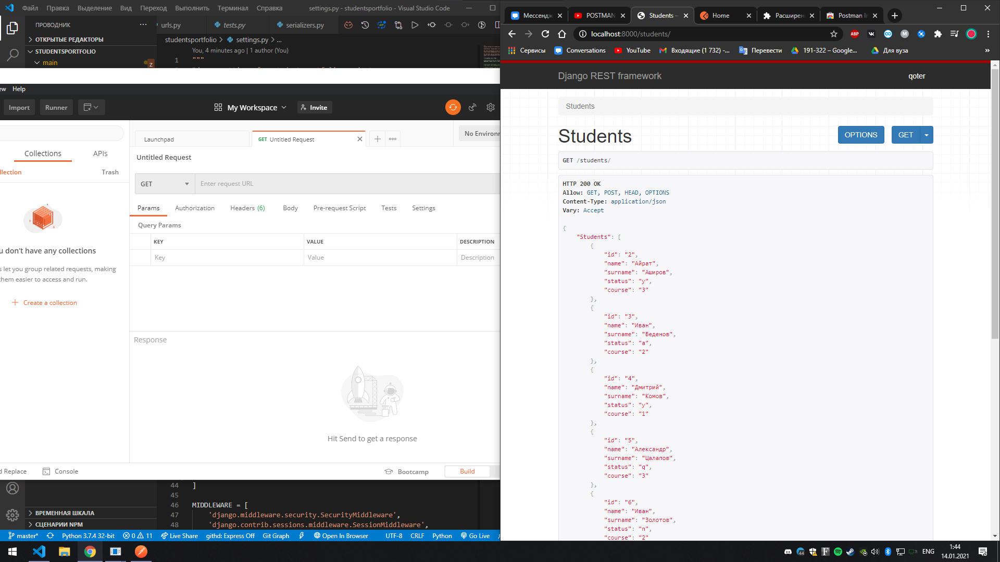 Файл Правка Выделение Вид Переход Выполнить Терминал Справка settings.py - studentsportfolio - Visual Studio Code
ПРОВОДНИК ···
urls.py tests.py serializers.py
ОТКРЫТЫЕ РЕДАКТОРЫ
STUDENTSPORTFOLIO
main
z
studentsportfolio > settings.py > ...
You, 4 minutes ago | 1 author (You)
1 """
ew Help
Import Runner My Workspace Invite
Launchpad GET Untitled Request No Environm
Collections APIs
llection Trash
Untitled Request
GET Enter request URL
Params Authorization Headers (6) Body Pre-request Script Tests Settings
Query Params
KEY VALUE DESCRIPTION
Key Value Description
u don't have any collections
s let you group related requests, making
them easier to access and run.
+ Create a collection
Response
Hit Send to get a response
d Replace Console Bootcamp Build
44 ]
45
46 MIDDLEWARE = [
47 'django.middleware.security.SecurityMiddleware',
48 'django.contrib.sessions.middleware.SessionMiddleware',
ВРЕМЕННАЯ ШКАЛА
СЦЕНАРИИ NPM
master* Python 3.7.4 32-bit 0 11 Live Share githd: Express Off Git Graph Open In Browser UTF-8 CRLF Python Go Live
Мессендж POSTMAN Students – Home Расширен Postman In
localhost:8000/students/
ABP
Сервисы Conversations YouTube Входящие (1 732) -... Перевести 191-322 – Google... Для вуза »
Django REST framework qoter
Students
Students OPTIONS GET
GET /students/
HTTP 200 OK
Allow: GET, POST, HEAD, OPTIONS
Content-Type: application/json
Vary: Accept
{
"Students": [
{
"id": "2",
"name": "Айрат",
"surname": "Аширов",
"status": "y",
"course": "3"
},
{
"id": "3",
"name": "Иван",
"surname": "Веденов",
"status": "a",
"course": "2"
},
{
"id": "4",
"name": "Дмитрий",
"surname": "Комов",
"status": "y",
"course": "1"
},
{
"id": "5",
"name": "Александр",
"surname": "Цалапов",
"status": "q",
"course": "3"
},
{
"id": "6",
"name": "Иван",
"surname": "Золотов",
"status": "n",
"course": "2"
44 ENG 1:44
14.01.2021